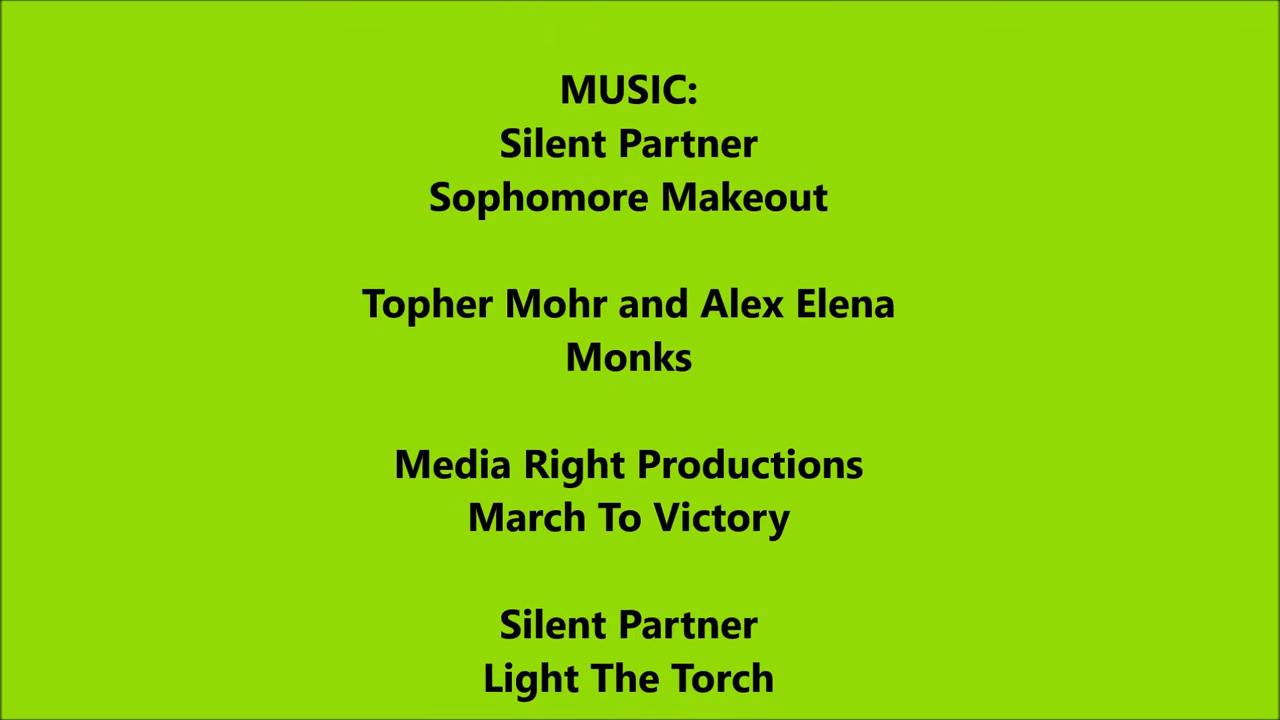 MUSIC:
Silent Partner
Sophomore Makeout
Topher Mohr and Alex Elena
Monks
Media Right Productions
March To Victory
Silent Partner
Light The Torch